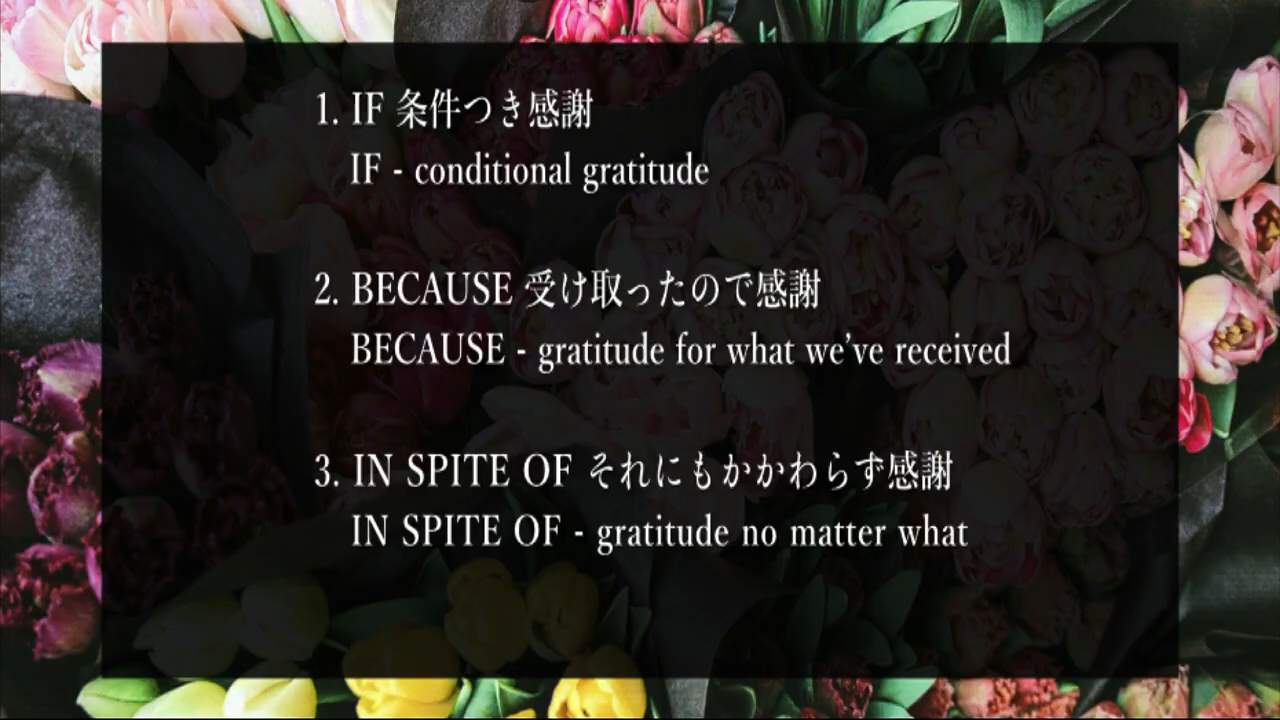 1. IF 条件つき感謝
IF - conditional gratitude
2. BECAUSE 受け取ったので感謝
BECAUSE - gratitude for what we’ve received
3. IN SPITE OF それにもかかわらず感謝
IN SPITE OF - gratitude no matter what